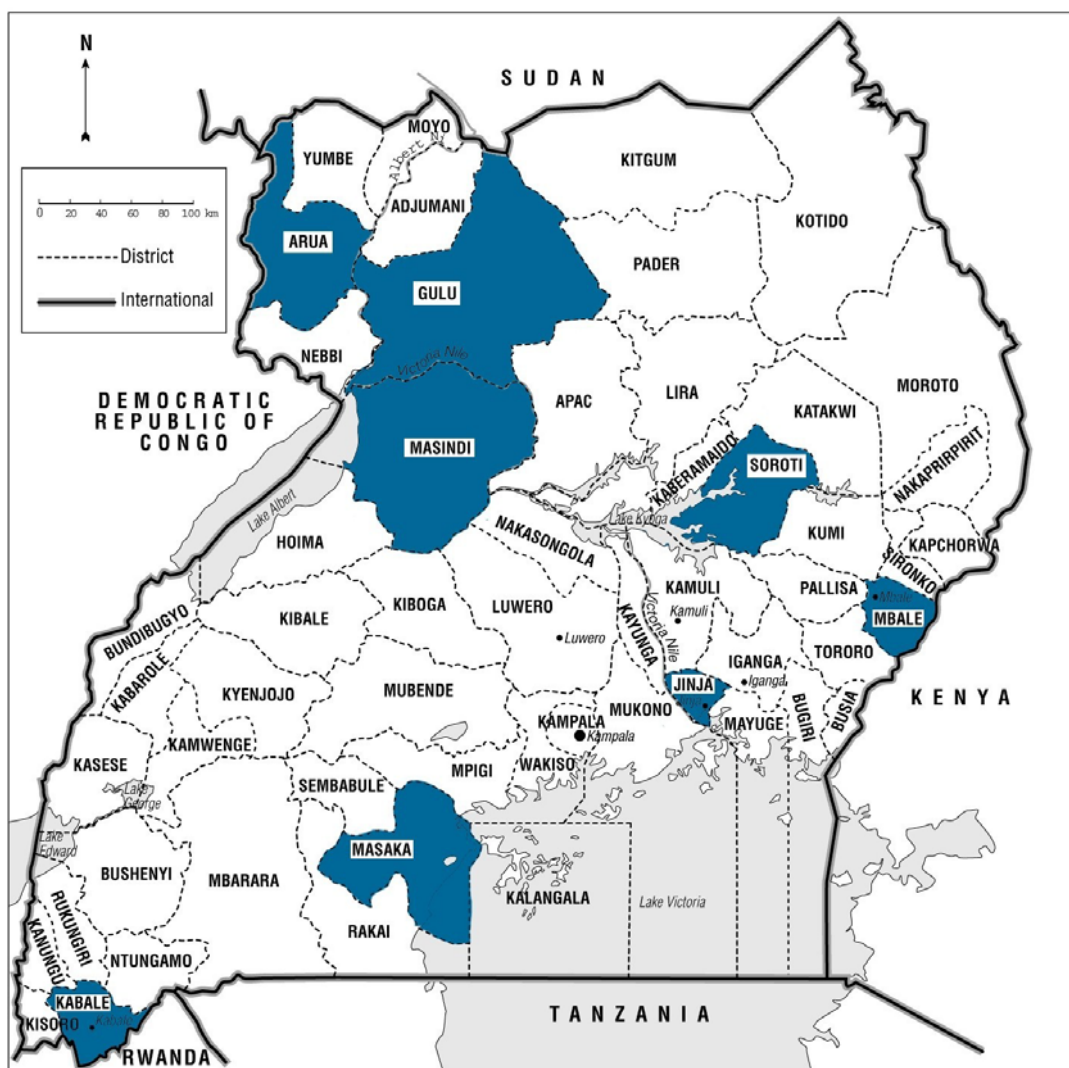 N
SUDAN
MOYO
Albert N.
YUMBE
KITGUM
ADJUMANI
0 20 40 60 80 100 km
KOTIDO
ARUA
District
PADER
GULU
International
NEBBI
Victoria Nile
DEMOCRATIC
REPUBLIC OF
CONGO
MOROTO
LIRA
APAC
KATAKWI
MASINDI
KABERAMAIDO
SOROTI
NAKAPRIPIRIT
Lake Albert
Lake Kyoga
NAKASONGOLA
KUMI
HOIMA
KAPCHORWA
SIRONKO
KAMULI
PALLISA
Mbale
KIBOGA
LUWERO
Kamuli
MBALE
BUNDIBUGYO
KIBALE
KAYUNGA
Victoria Nile
Luwero
TORORO
KABAROLE
IGANGA
Iganga
KYENJOJO
MUBENDE
JINJA
Jinja
KENYA
MUKONO
BUGIRI
BUSIA
KAMPALA
Kampala
MAYUGE
KAMWENGE
KASESE
WAKISO
MPIGI
SEMBABULE
Lake
George
Lake
Edward
MASAKA
BUSHENYI
MBARARA
KALANGALA
Lake Victoria
RUKUNGIRI
KANUNGU
RAKAI
NTUNGAMO
KABALE
Kabale
KISORO
TANZANIA
RWANDA